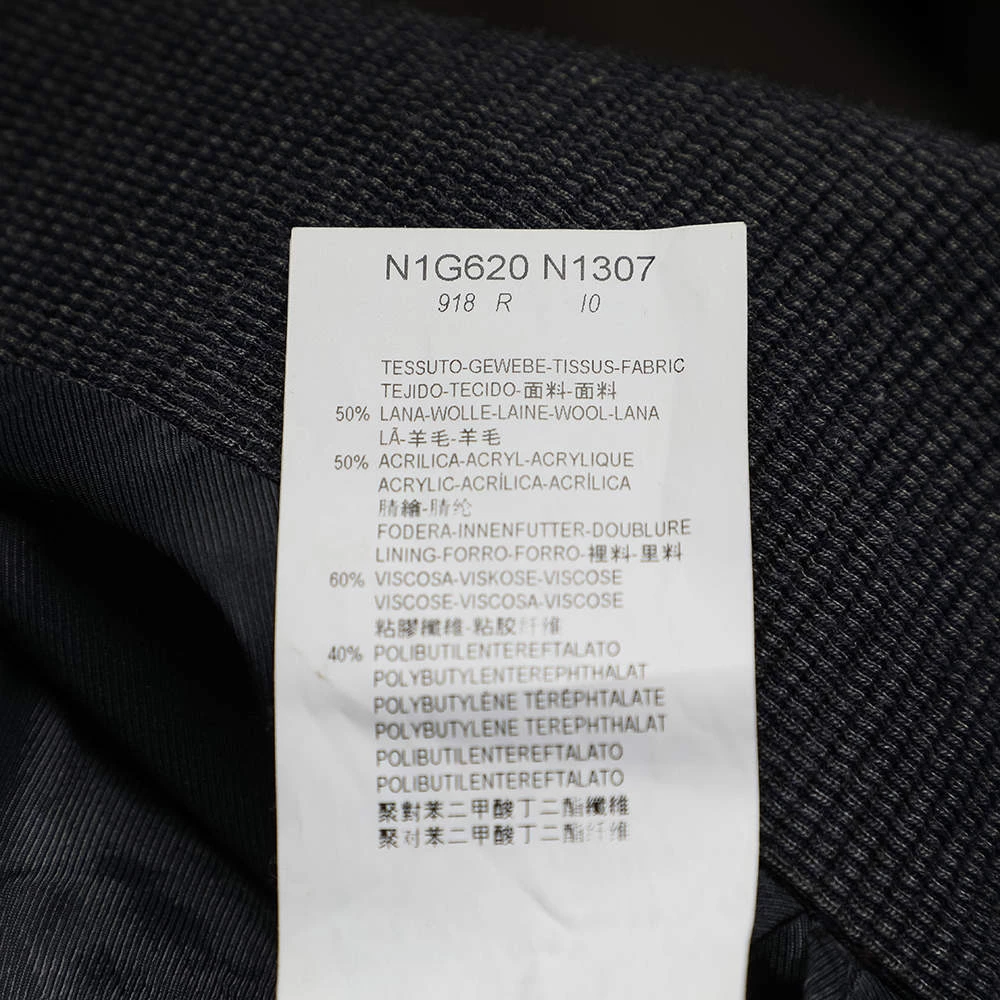 N1G620 N1307
918 R 10
TESSUTO-GEWEBE-TISSUS-FABRIC
TEJIDO-TECIDO-面料-面料
50% LANA-WOLLE-LAINE-WOOL-LANA
LÂ-羊毛-羊毛
50% ACRILICA-ACRYL-ACRYLIQUE
ACRYLIC-ACRÍLICA-ACRÍLICA
腈繪-腈纶
FODERA-INNENFUTTER-DOUBLURE
LINING-FORRO-FORRO-裡料-里料
60% VISCOSA-VISKOSE-VISCOSE
VISCOSE-VISCOSA-VISCOSE
粘膠纖維-粘胶纤维
40% POLIBUTILENTEREFTALATO
POLYBUTYLENTEREPHTHALAT
POLYBUTYLÈNE TÉRÉPHTALATE
POLYBUTYLENE TEREPHTHALAT
POLIBUTILENTEREFTALATO
POLIBUTILENTEREFTALATO
聚對苯二甲酸丁二酯纖維
聚对苯二甲酸丁二酯纤维